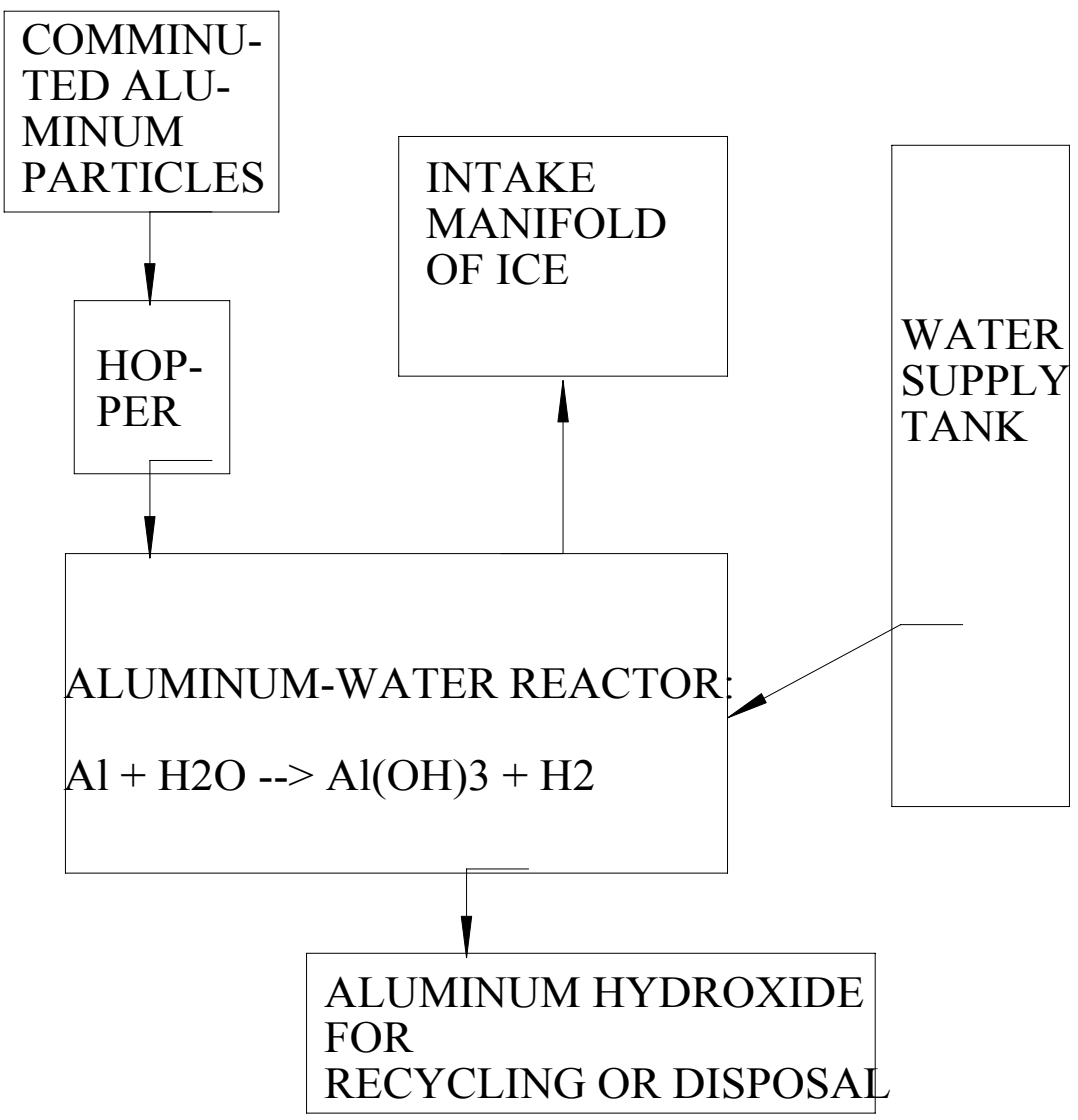 COMMINU-
TED ALU-
MINUM
PARTICLES
INTAKE
MANIFOLD
OF ICE
HOP-
PER
WATER
SUPPLY
TANK
ALUMINUM-WATER REACTOR:
Al + H2O --> Al(OH)3 + H2
ALUMINUM HYDROXIDE
FOR
RECYCLING OR DISPOSAL